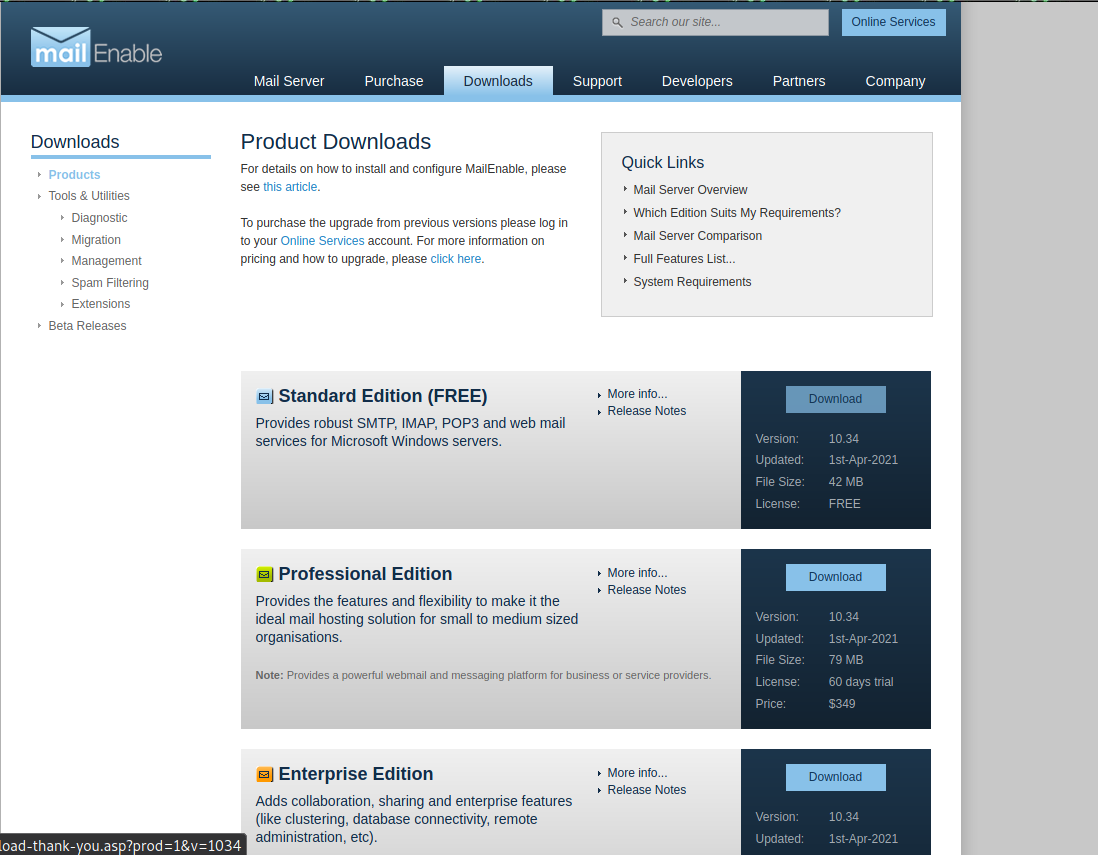 Search our site...
Online Services
mail Enable
Mail Server
Purchase
Downloads
Support
Developers
Partners
Company
Downloads
Products
Tools & Utilities
Diagnostic
Migration
Management
Spam Filtering
Extensions
Beta Releases
Product Downloads
For details on how to install and configure MailEnable, please
see this article.
To purchase the upgrade from previous versions please log in
to your Online Services account. For more information on
pricing and how to upgrade, please click here.
Quick Links
Mail Server Overview
Which Edition Suits My Requirements?
Mail Server Comparison
Full Features List...
System Requirements
Standard Edition (FREE)
Provides robust SMTP, IMAP, POP3 and web mail
services for Microsoft Windows servers.
More info...
Release Notes
Download
Version: 10.34
Updated: 1st-Apr-2021
File Size: 42 MB
License: FREE
Professional Edition
Provides the features and flexibility to make it the
ideal mail hosting solution for small to medium sized
organisations.
Note: Provides a powerful webmail and messaging platform for business or service providers.
More info...
Release Notes
Download
Version: 10.34
Updated: 1st-Apr-2021
File Size: 79 MB
License: 60 days trial
Price: $349
Enterprise Edition
Adds collaboration, sharing and enterprise features
(like clustering, database connectivity, remote
administration, etc).
More info...
Release Notes
Download
Version: 10.34
Updated: 1st-Apr-2021
load-thank-you.asp?prod=1&v=1034